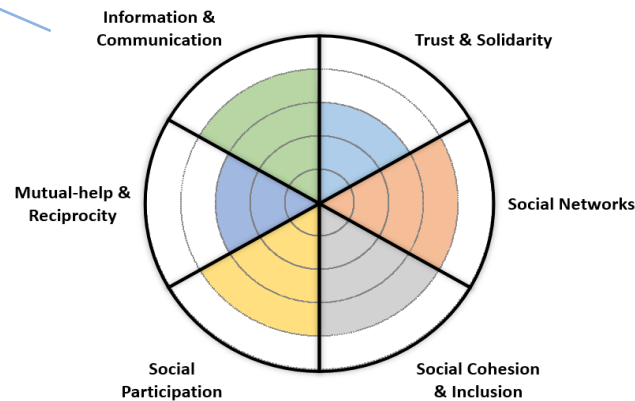 Information &
Communication
Trust & Solidarity
Mutual-help &
Reciprocity
Social Networks
Social
Participation
Social Cohesion
& Inclusion